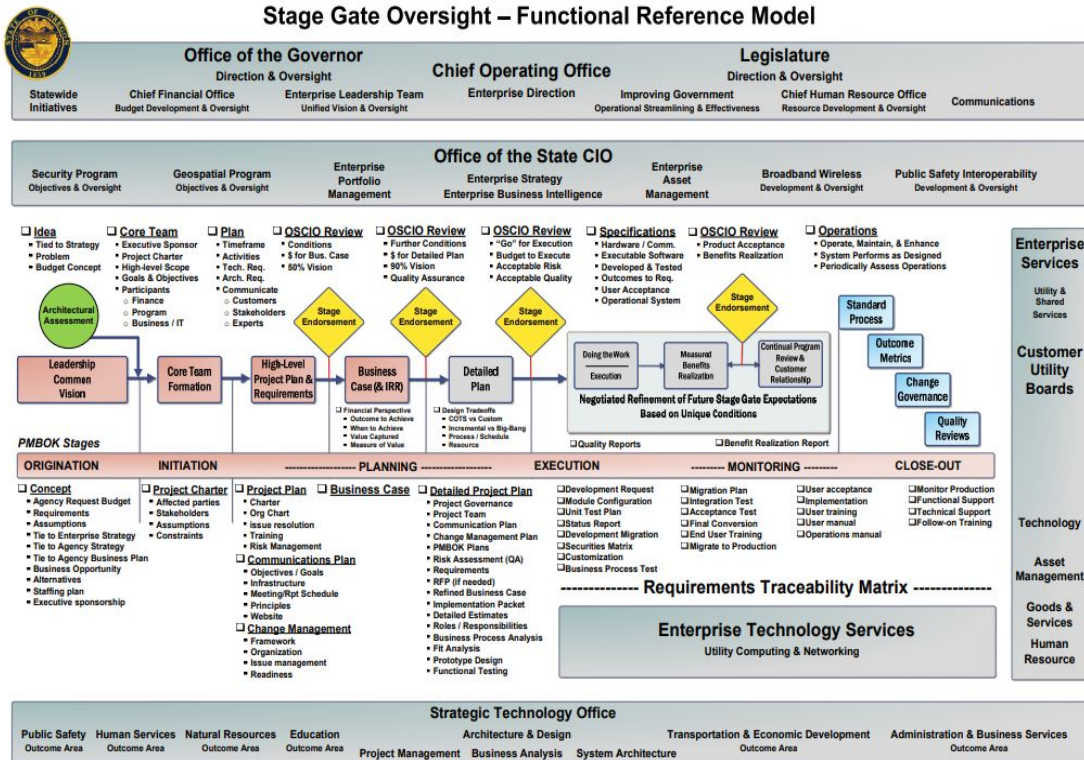 Stage Gate Oversight – Functional Reference Model
STATE OF OREGON
1859
Office of the Governor
Direction & Oversight
Chief Operating Office
Enterprise Direction
Legislature
Direction & Oversight
Statewide
Initiatives
Chief Financial Office
Budget Development & Oversight
Enterprise Leadership Team
Unified Vision & Oversight
Improving Government
Operational Streamlining & Effectiveness
Chief Human Resource Office
Resource Development & Oversight
Communications
Office of the State CIO
Security Program
Objectives & Oversight
Geospatial Program
Objectives & Oversight
Enterprise
Portfolio
Management
Enterprise Strategy
Enterprise Business Intelligence
Enterprise
Asset
Management
Broadband Wireless
Development & Oversight
Public Safety Interoperability
Development & Oversight
❑ Idea
▪ Tied to Strategy
▪ Problem
▪ Budget Concept
❑ Core Team
▪ Executive Sponsor
▪ Project Charter
▪ High-level Scope
▪ Goals & Objectives
▪ Participants
o Finance
o Program
o Business / IT
❑ Plan
▪ Timeframe
▪ Activities
▪ Tech. Req.
▪ Arch. Req.
▪ Communicate
o Customers
o Stakeholders
o Experts
❑ OSCIO Review
▪ Conditions
▪ $ for Bus. Case
▪ 50% Vision
❑ OSCIO Review
▪ Further Conditions
▪ $ for Detailed Plan
▪ 90% Vision
▪ Quality Assurance
❑ OSCIO Review
▪ "Go" for Execution
▪ Budget to Execute
▪ Acceptable Risk
▪ Acceptable Quality
❑ Specifications
▪ Hardware / Comm.
▪ Executable Software
▪ Developed & Tested
▪ Outcomes to Req.
▪ User Acceptance
▪ Operational System
❑ OSCIO Review
▪ Product Acceptance
▪ Benefits Realization
❑ Operations
▪ Operate, Maintain, & Enhance
▪ System Performs as Designed
▪ Periodically Assess Operations
Architectural
Assessment
Stage
Endorsement
Stage
Endorsement
Stage
Endorsement
Stage
Endorsement
Leadership
Common
Vision
Core Team
Formation
High-Level
Project Plan &
Requirements
Business
Case (& IRR)
Detailed
Plan
Doing the Work
Execution
Measured
Benefits
Realization
Continual Program
Review &
Customer
Relationship
Negotiated Refinement of Future Stage Gate Expectations
Based on Unique Conditions
Standard
Process
Outcome
Metrics
Change
Governance
Quality
Reviews
❑ Financial Perspective
▪ Outcome to Achieve
▪ When to Achieve
▪ Value Captured
▪ Measure of Value
❑ Design Tradeoffs
▪ COTS vs Custom
▪ Incremental vs Big-Bang
▪ Process / Schedule
▪ Resource
❑Quality Reports
❑Benefit Realization Report
PMBOK Stages
ORIGINATION
INITIATION
------------------- PLANNING -------------------
EXECUTION
--------- MONITORING ---------
CLOSE-OUT
❑ Concept
▪ Agency Request Budget
▪ Requirements
▪ Assumptions
▪ Tie to Enterprise Strategy
▪ Tie to Agency Strategy
▪ Tie to Agency Business Plan
▪ Business Opportunity
▪ Alternatives
▪ Staffing plan
▪ Executive sponsorship
❑ Project Charter
▪ Affected parties
▪ Stakeholders
▪ Assumptions
▪ Constraints
❑ Project Plan
▪ Charter
▪ Org Chart
▪ issue resolution
▪ Training
▪ Risk Management
❑ Communications Plan
▪ Objectives / Goals
▪ Infrastructure
▪ Meeting/Rpt Schedule
▪ Principles
▪ Website
❑ Change Management
▪ Framework
▪ Organization
▪ Issue management
▪ Readiness
❑ Business Case
❑ Detailed Project Plan
▪ Project Governance
▪ Project Team
▪ Communication Plan
▪ Change Management Plan
▪ PMBOK Plans
▪ Risk Assessment (QA)
▪ Requirements
▪ RFP (if needed)
▪ Refined Business Case
▪ Implementation Packet
▪ Detailed Estimates
▪ Roles / Responsibilities
▪ Business Process Analysis
▪ Fit Analysis
▪ Prototype Design
▪ Functional Testing
❑Development Request
❑Module Configuration
❑Unit Test Plan
❑Status Report
❑Development Migration
❑Securities Matrix
❑Customization
❑Business Process Test
❑Migration Plan
❑Integration Test
❑Acceptance Test
❑Final Conversion
❑End User Training
❑Migrate to Production
❑User acceptance
❑Implementation
❑User training
❑User manual
❑Operations manual
❑Monitor Production
❑Functional Support
❑Technical Support
❑Follow-on Training
-------------- Requirements Traceability Matrix --------------
Enterprise Technology Services
Utility Computing & Networking
Enterprise
Services
Utility &
Shared
Services
Customer
Utility
Boards
Technology
Asset
Management
Goods &
Services
Human
Resource
Strategic Technology Office
Public Safety
Outcome Area
Human Services
Outcome Area
Natural Resources
Outcome Area
Education
Outcome Area
Architecture & Design
Project Management
Business Analysis
System Architecture
Transportation & Economic Development
Outcome Area
Administration & Business Services
Outcome Area